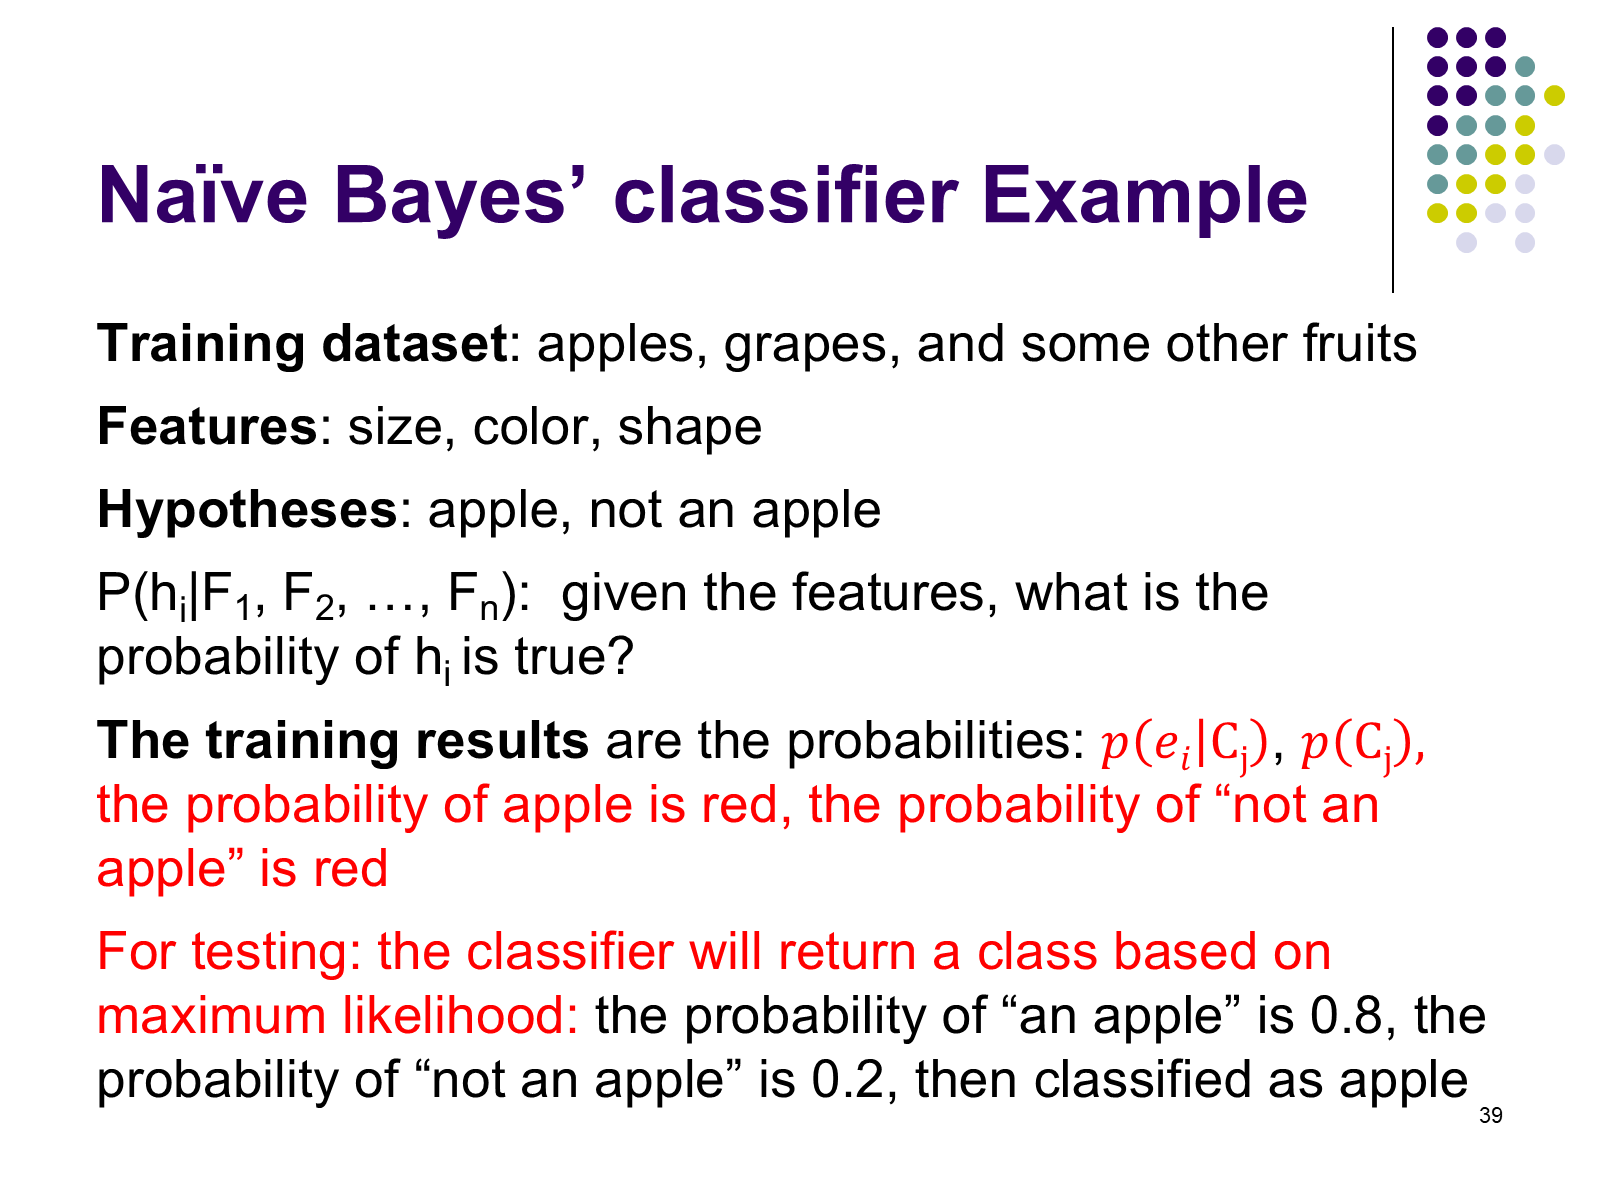 Naïve Bayes’ classifier Example
Training dataset: apples, grapes, and some other fruits
Features: size, color, shape
Hypotheses: apple, not an apple
P(hᵢ|F₁, F₂, …, Fₙ):  given the features, what is the
probability of hᵢ is true?
The training results are the probabilities: 𝑝(𝑒ᵢ|Cⱼ), 𝑝(Cⱼ),
the probability of apple is red, the probability of “not an
apple” is red
For testing: the classifier will return a class based on
maximum likelihood: the probability of “an apple” is 0.8, the
probability of “not an apple” is 0.2, then classified as apple
39